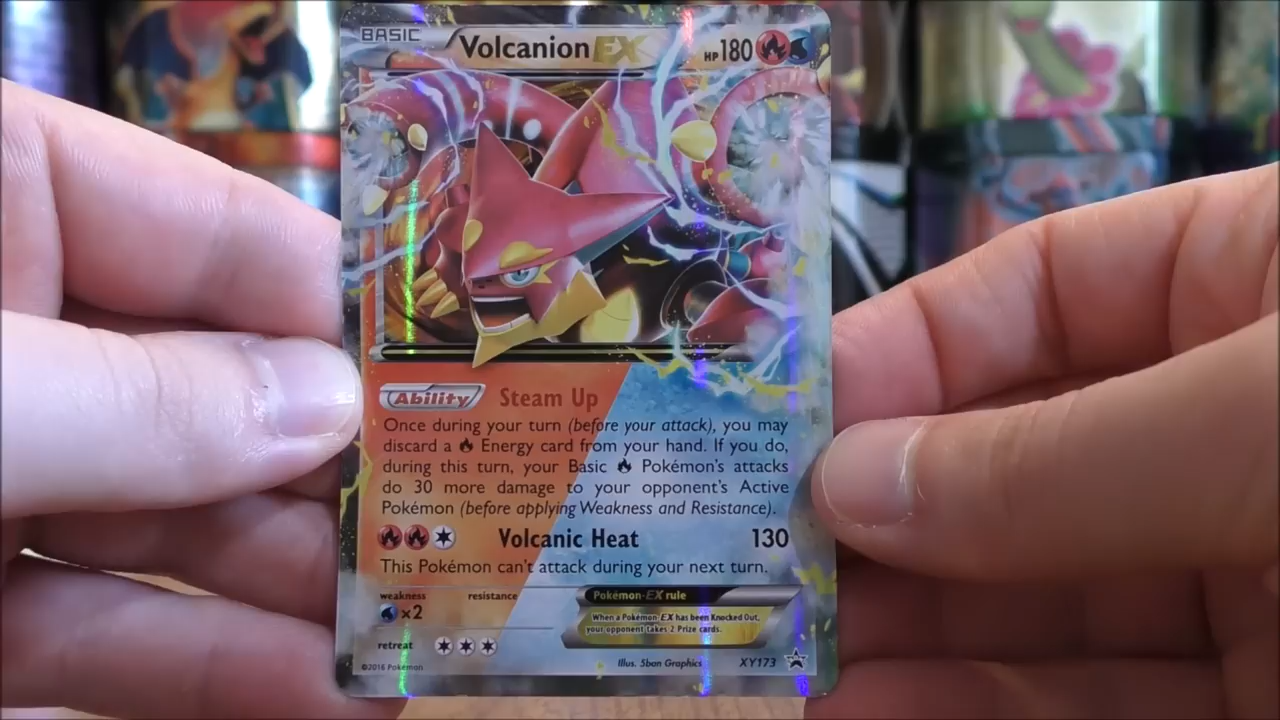 BASIC Volcanion EX HP180
Ability Steam Up
Once during your turn (before your attack), you may
discard a Energy card from your hand. If you do,
during this turn, your Basic Pokémon's attacks
do 30 more damage to your opponent's Active
Pokémon (before applying Weakness and Resistance).
Volcanic Heat 130
This Pokémon can't attack during your next turn.
weakness resistance
×2
Pokémon-EX rule
When a Pokémon-EX has been Knocked Out,
your opponent takes 2 Prize cards.
retreat
©2016 Pokémon
Illus. 5ban Graphics XY173